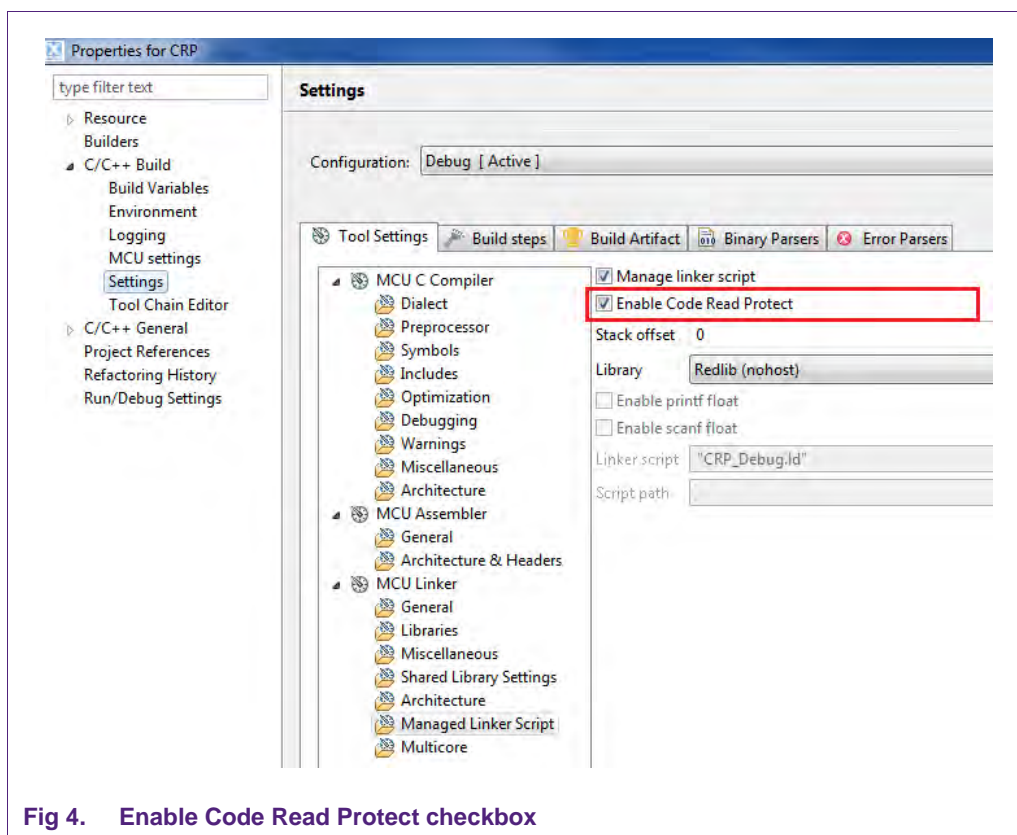 Properties for CRP
type filter text
Resource
Builders
C/C++ Build
Build Variables
Environment
Logging
MCU settings
Settings
Tool Chain Editor
C/C++ General
Project References
Refactoring History
Run/Debug Settings
Settings
Configuration: Debug [ Active ]
Tool Settings Build steps Build Artifact Binary Parsers Error Parsers
MCU C Compiler
Dialect
Preprocessor
Symbols
Includes
Optimization
Debugging
Warnings
Miscellaneous
Architecture
MCU Assembler
General
Architecture & Headers
MCU Linker
General
Libraries
Miscellaneous
Shared Library Settings
Architecture
Managed Linker Script
Multicore
Manage linker script
Enable Code Read Protect
Stack offset 0
Library Redlib (nohost)
Enable printf float
Enable scanf float
Linker script "CRP_Debug.ld"
Script path
Fig 4. Enable Code Read Protect checkbox